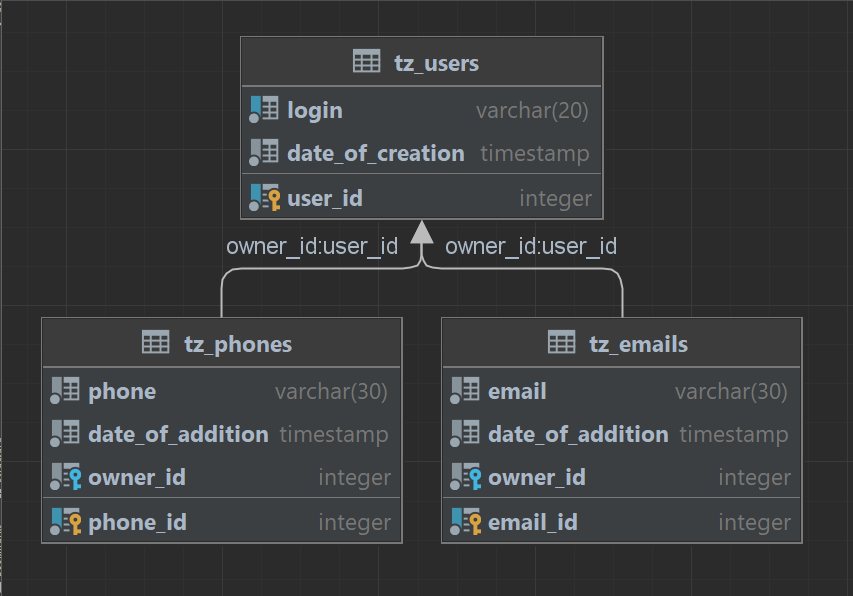 tz_users
login varchar(20)
date_of_creation timestamp
user_id integer
owner_id:user_id owner_id:user_id
tz_phones
phone varchar(30)
date_of_addition timestamp
owner_id integer
phone_id integer
tz_emails
email varchar(30)
date_of_addition timestamp
owner_id integer
email_id integer